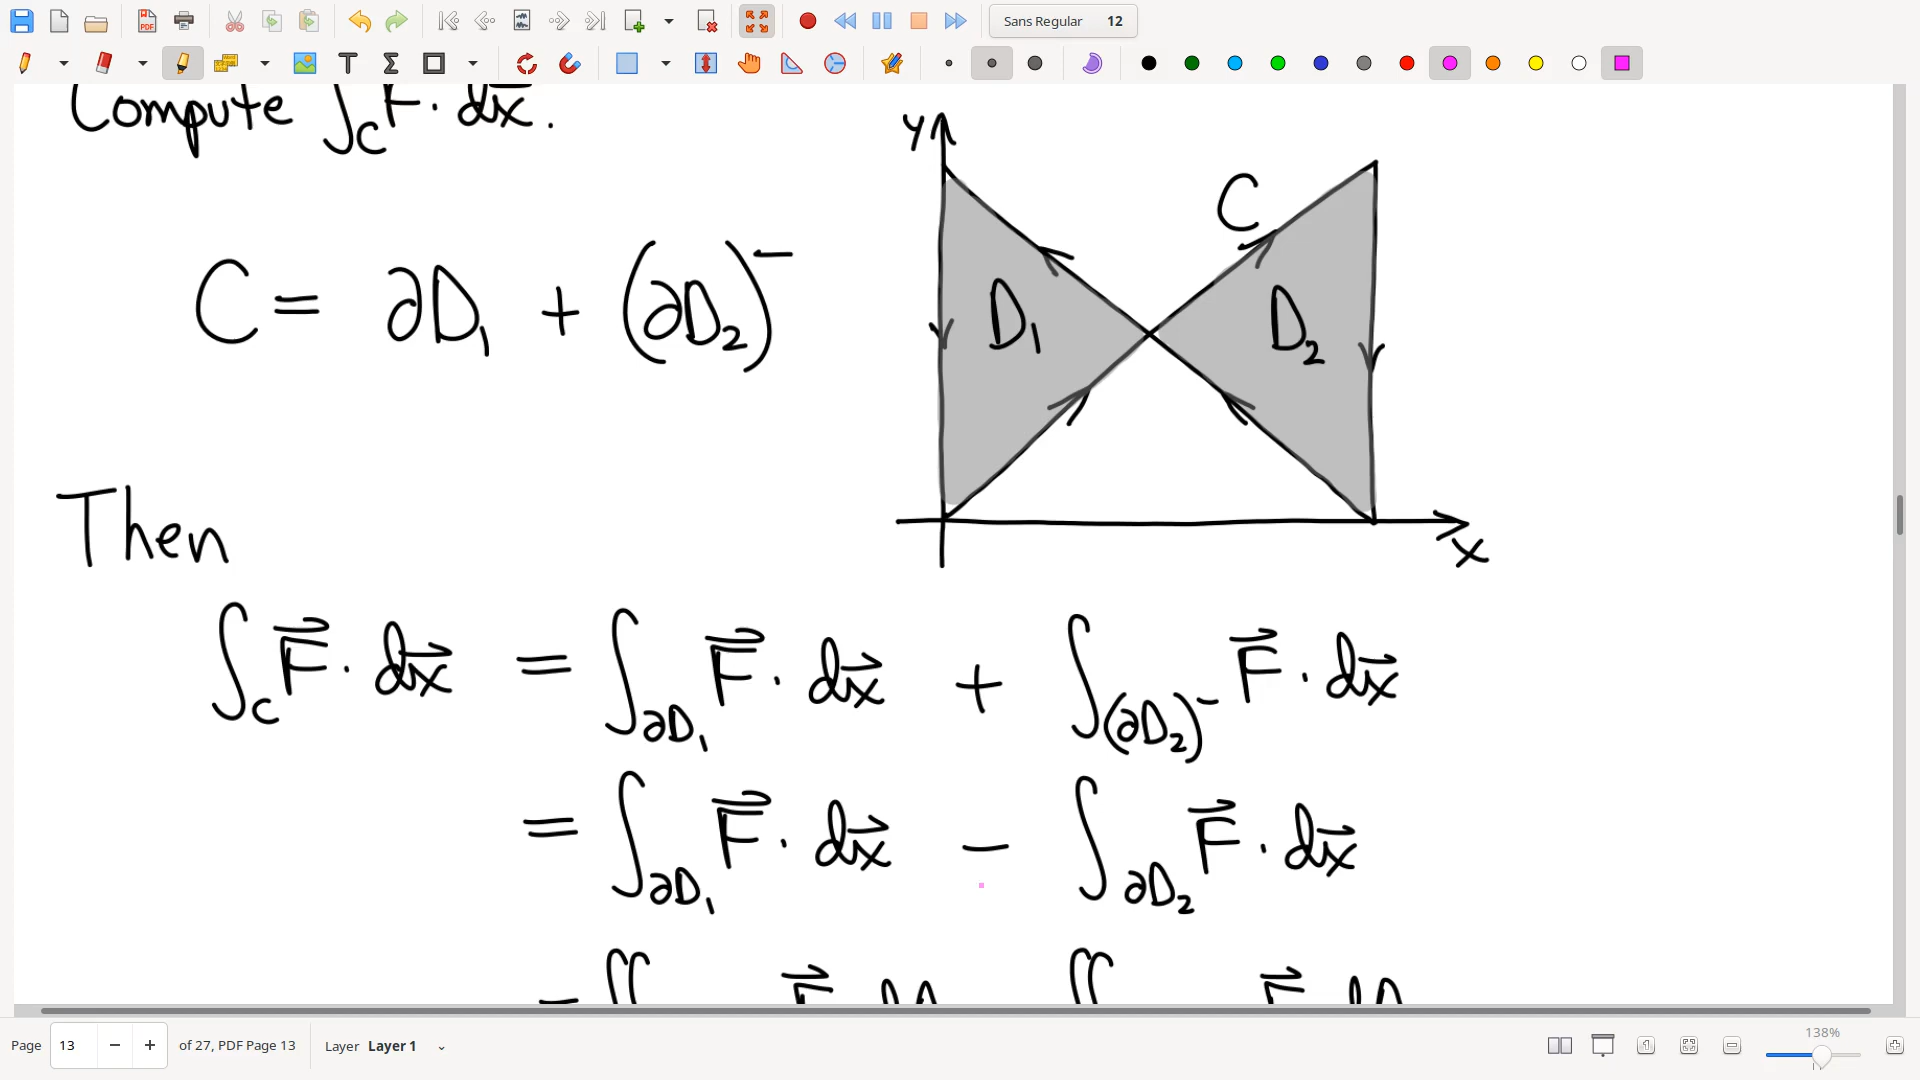 Sans Regular 12
Compute ∫_C F · dx⃗.
y
C
C = ∂D₁ + (∂D₂)⁻
D₁
D₂
Then
x
∫_C F⃗ · dx⃗ = ∫_∂D₁ F⃗ · dx⃗ + ∫_(∂D₂)⁻ F⃗ · dx⃗
= ∫_∂D₁ F⃗ · dx⃗ − ∫_∂D₂ F⃗ · dx⃗
138%
Page 13 of 27, PDF Page 13 Layer Layer 1